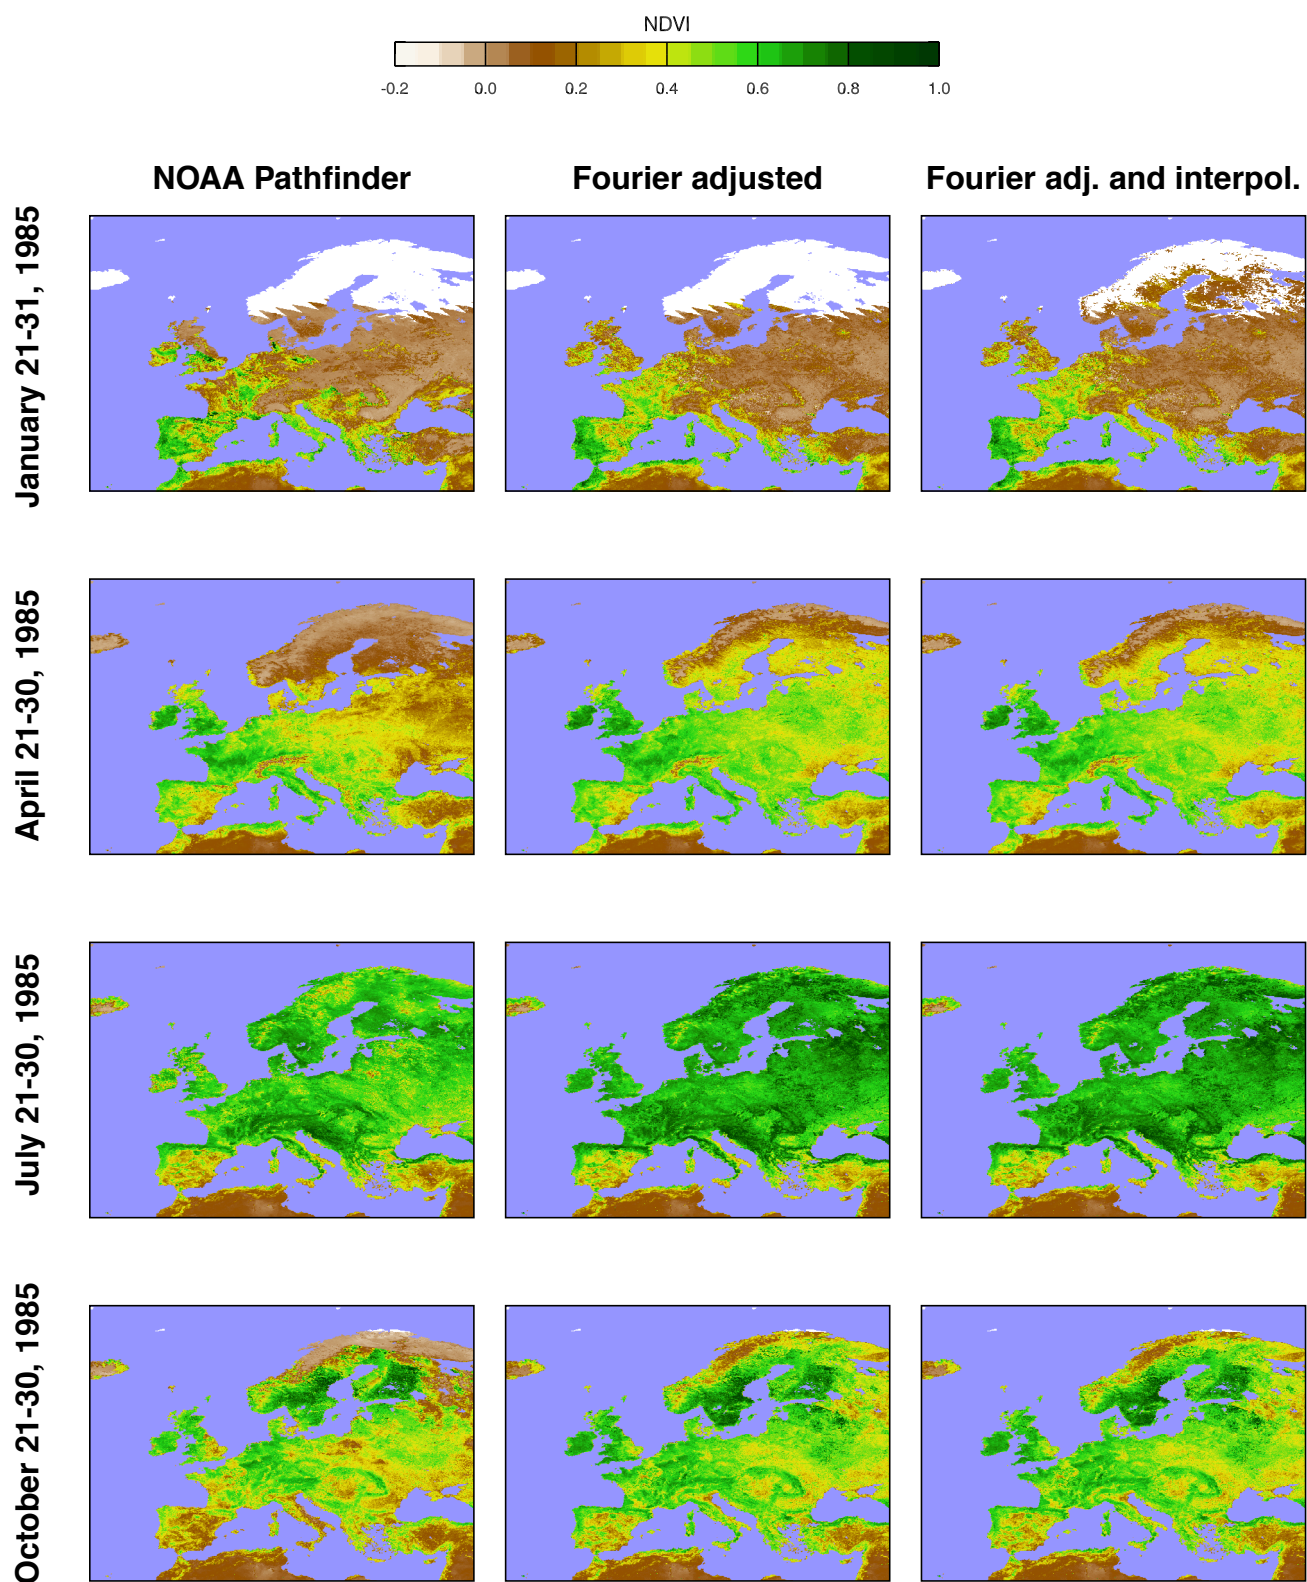 NDVI
-0.2 0.0 0.2 0.4 0.6 0.8 1.0
NOAA Pathfinder Fourier adjusted Fourier adj. and interpol.
January 21-31, 1985
April 21-30, 1985
July 21-30, 1985
October 21-30, 1985